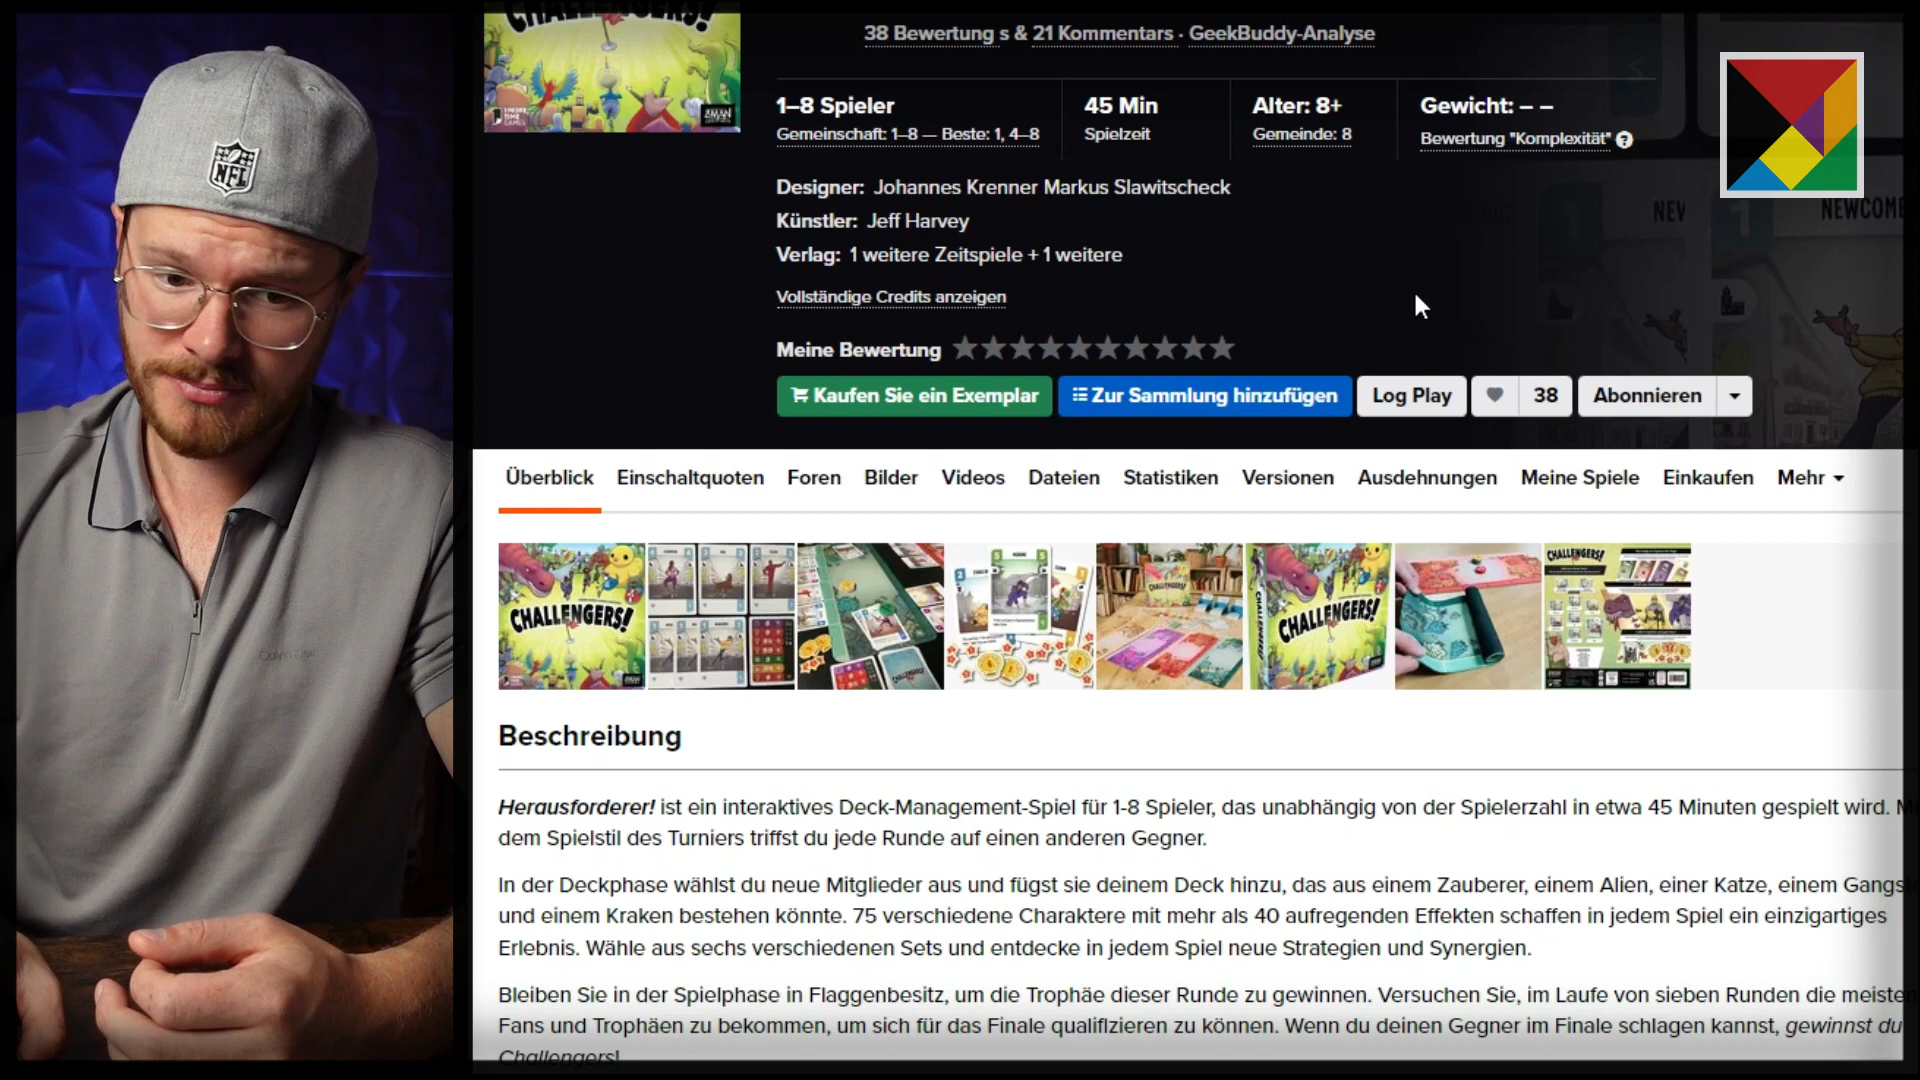 CHALLENGERS!
38 Bewertung s & 21 Kommentars · GeekBuddy-Analyse
1–8 Spieler
Gemeinschaft: 1–8 — Beste: 1, 4–8
45 Min
Spielzeit
Alter: 8+
Gemeinde: 8
Gewicht: – –
Bewertung "Komplexität" ?
Designer: Johannes Krenner Markus Slawitscheck
Künstler: Jeff Harvey
Verlag: 1 weitere Zeitspiele + 1 weitere
Vollständige Credits anzeigen
Meine Bewertung
Kaufen Sie ein Exemplar
Zur Sammlung hinzufügen
Log Play
38
Abonnieren
NFL
NEWCOME
Überblick Einschaltquoten Foren Bilder Videos Dateien Statistiken Versionen Ausdehnungen Meine Spiele Einkaufen Mehr
CHALLENGERS!
CHALLENGERS!
CHALLENGERS!
Beschreibung
Herausforderer! ist ein interaktives Deck-Management-Spiel für 1-8 Spieler, das unabhängig von der Spielerzahl in etwa 45 Minuten gespielt wird.
dem Spielstil des Turniers triffst du jede Runde auf einen anderen Gegner.
In der Deckphase wählst du neue Mitglieder aus und fügst sie deinem Deck hinzu, das aus einem Zauberer, einem Alien, einer Katze, einem Gangst
und einem Kraken bestehen könnte. 75 verschiedene Charaktere mit mehr als 40 aufregenden Effekten schaffen in jedem Spiel ein einzigartiges
Erlebnis. Wähle aus sechs verschiedenen Sets und entdecke in jedem Spiel neue Strategien und Synergien.
Bleiben Sie in der Spielphase in Flaggenbesitz, um die Trophäe dieser Runde zu gewinnen. Versuchen Sie, im Laufe von sieben Runden die meisten
Fans und Trophäen zu bekommen, um sich für das Finale qualifizieren zu können. Wenn du deinen Gegner im Finale schlagen kannst, gewinnst du
Challengers!